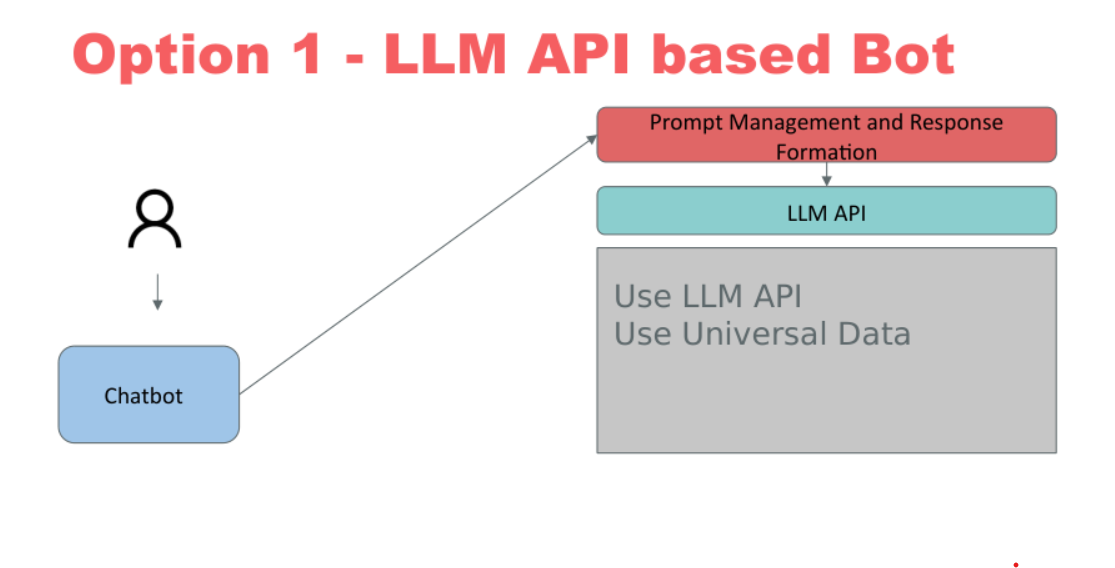 Option 1 - LLM API based Bot
Prompt Management and Response
Formation
LLM API
Use LLM API
Use Universal Data
Chatbot